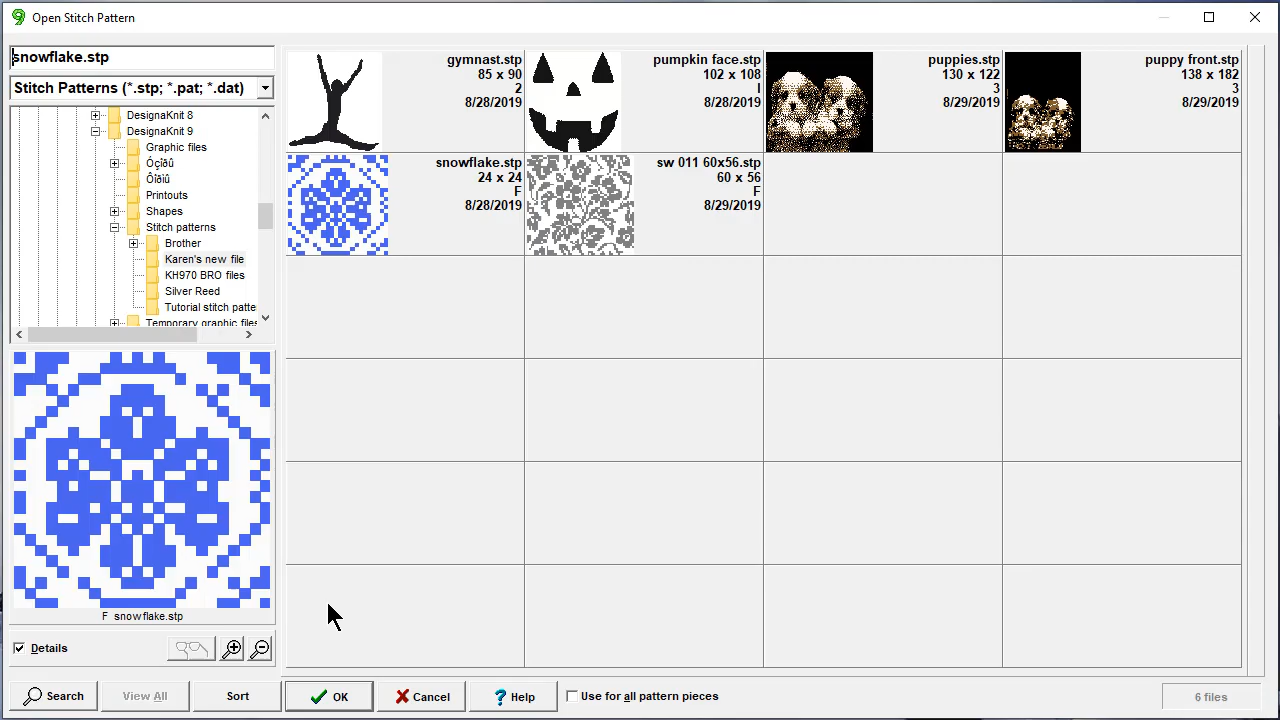 Open Stitch Pattern
snowflake.stp
Stitch Patterns (*.stp; *.pat; *.dat)
DesignaKnit 8
DesignaKnit 9
Graphic files
Óçîðû
Ôîðìû
Printouts
Shapes
Stitch patterns
Brother
Karen's new file
KH970 BRO files
Silver Reed
Tutorial stitch patte
Temporary graphic files
F snowflake.stp
Details
gymnast.stp
85 x 90
2
8/28/2019
pumpkin face.stp
102 x 108
I
8/28/2019
puppies.stp
130 x 122
3
8/29/2019
puppy front.stp
138 x 182
3
8/29/2019
snowflake.stp
24 x 24
F
8/28/2019
sw 011 60x56.stp
60 x 56
F
8/29/2019
Search
View All
Sort
OK
Cancel
Help
Use for all pattern pieces
6 files